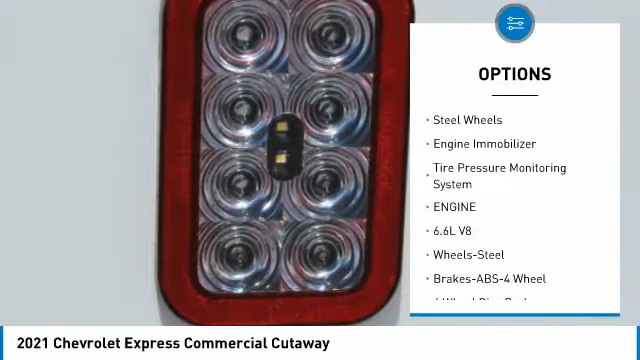 OPTIONS
Steel Wheels
Engine Immobilizer
Tire Pressure Monitoring
System
ENGINE
6.6L V8
Wheels-Steel
Brakes-ABS-4 Wheel
2021 Chevrolet Express Commercial Cutaway